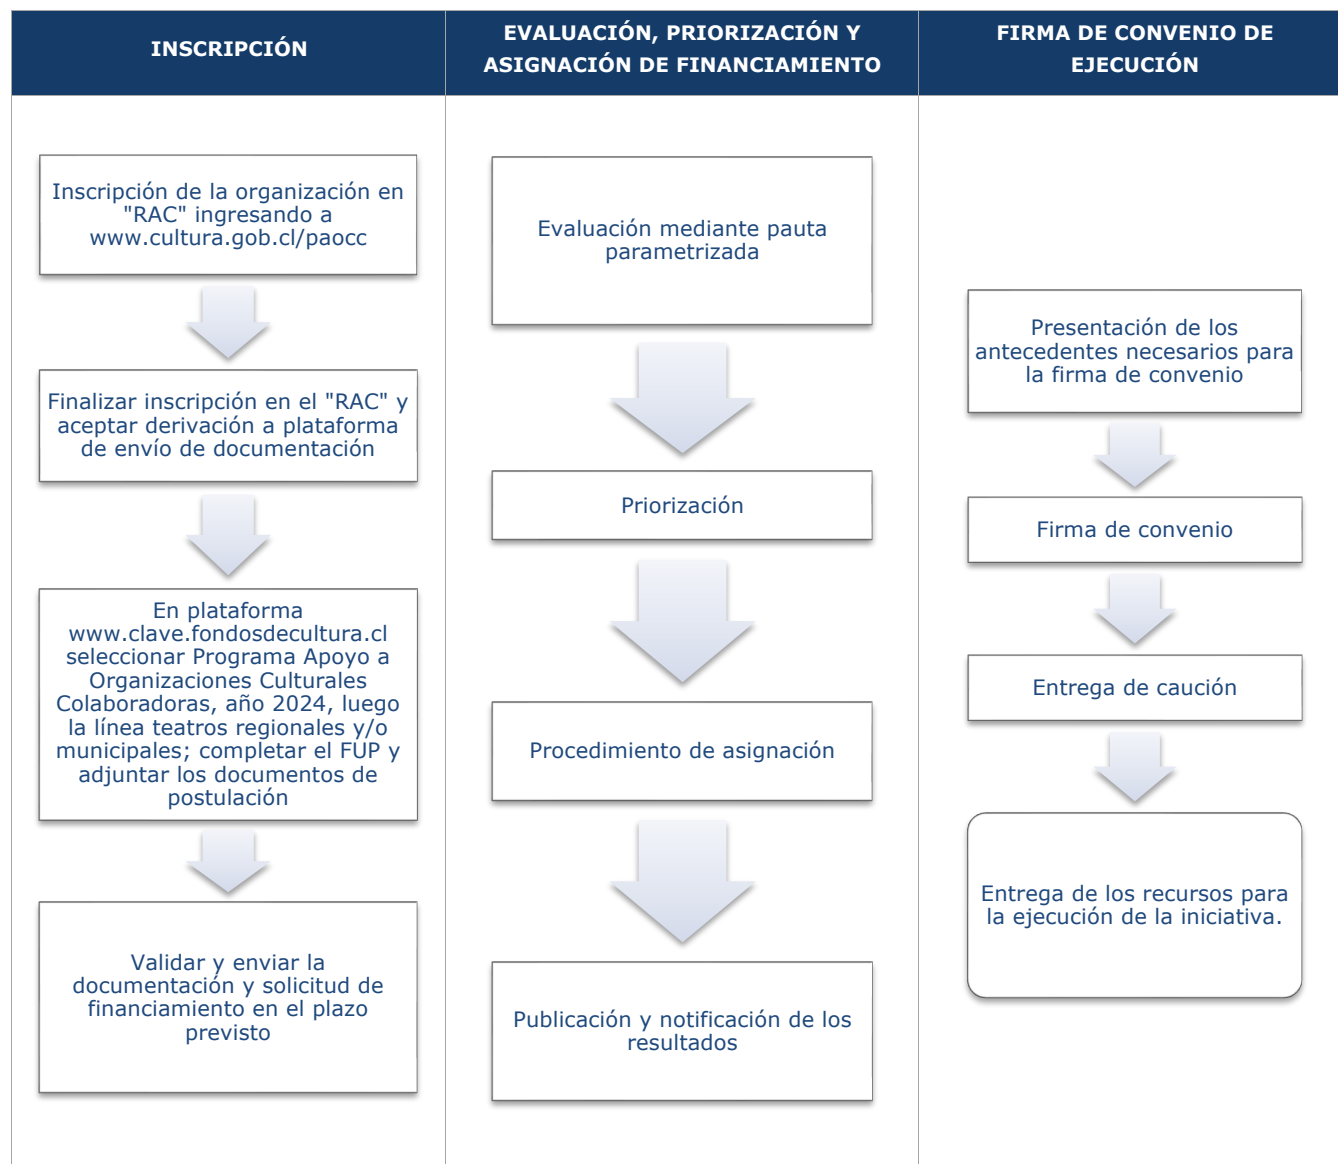 INSCRIPCIÓN
Inscripción de la organización en
"RAC" ingresando a
www.cultura.gob.cl/paocc
Finalizar inscripción en el "RAC" y
aceptar derivación a plataforma
de envío de documentación
En plataforma
www.clave.fondosdecultura.cl
seleccionar Programa Apoyo a
Organizaciones Culturales
Colaboradoras, año 2024, luego
la línea teatros regionales y/o
municipales; completar el FUP y
adjuntar los documentos de
postulación
Validar y enviar la
documentación y solicitud de
financiamiento en el plazo
previsto
EVALUACIÓN, PRIORIZACIÓN Y
ASIGNACIÓN DE FINANCIAMIENTO
Evaluación mediante pauta
parametrizada
Priorización
Procedimiento de asignación
Publicación y notificación de los
resultados
FIRMA DE CONVENIO DE
EJECUCIÓN
Presentación de los
antecedentes necesarios para
la firma de convenio
Firma de convenio
Entrega de caución
Entrega de los recursos para
la ejecución de la iniciativa.